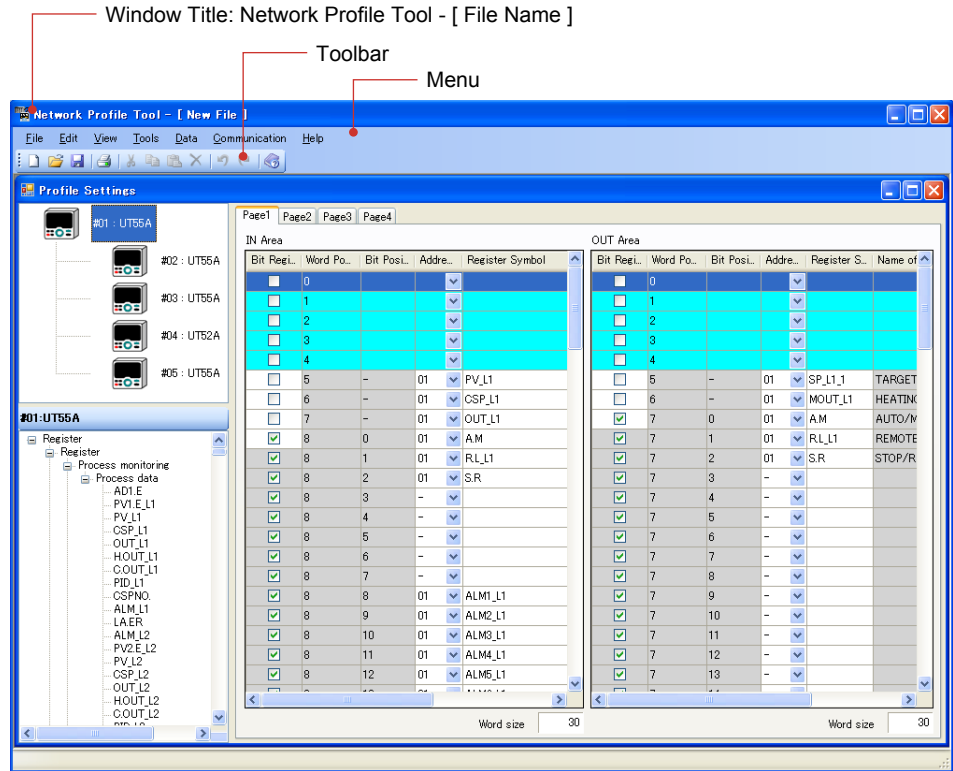 Window Title: Network Profile Tool - [ File Name ]
Toolbar
Menu
Network Profile Tool - [ New File ]
File Edit View Tools Data Communication Help
Profile Settings
#01 : UT55A
#02 : UT55A
#03 : UT55A
#04 : UT52A
#05 : UT55A
#01:UT55A
Register
Register
Process monitoring
Process data
AD1.E
PV1.E_L1
PV_L1
CSP_L1
OUT_L1
H.OUT_L1
C.OUT_L1
PID_L1
CSPNO.
ALM_L1
LA.ER
ALM_L2
PV2.E_L2
PV_L2
CSP_L2
OUT_L2
H.OUT_L2
C.OUT_L2
Page1 Page2 Page3 Page4
IN Area
Bit Regi... Word Po... Bit Posi... Addre... Register Symbol
0
1
2
3
4
5 - 01 PV_L1
6 - 01 CSP_L1
7 - 01 OUT_L1
8 0 01 A.M
8 1 01 R.L_L1
8 2 01 S.R
8 3 -
8 4 -
8 5 -
8 6 -
8 7 -
8 8 01 ALM1_L1
8 9 01 ALM2_L1
8 10 01 ALM3_L1
8 11 01 ALM4_L1
8 12 01 ALM5_L1
Word size 30
OUT Area
Bit Regi... Word Po... Bit Posi... Addre... Register S... Name of
0
1
2
3
4
5 - 01 SP_L1_1 TARGET
6 - 01 MOUT_L1 HEATING
7 0 01 A.M AUTO/M
7 1 01 R.L_L1 REMOTE
7 2 01 S.R STOP/R
7 3 -
7 4 -
7 5 -
7 6 -
7 7 -
7 8 -
7 9 -
7 10 -
7 11 -
7 12 -
7 13 -
Word size 30